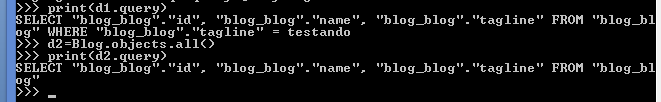 >>> print(d1.query)
SELECT "blog_blog"."id", "blog_blog"."name", "blog_blog"."tagline" FROM "blog_bl
og" WHERE "blog_blog"."tagline" = testando
>>> d2=Blog.objects.all()
>>> print(d2.query)
SELECT "blog_blog"."id", "blog_blog"."name", "blog_blog"."tagline" FROM "blog_bl
og"
>>> _